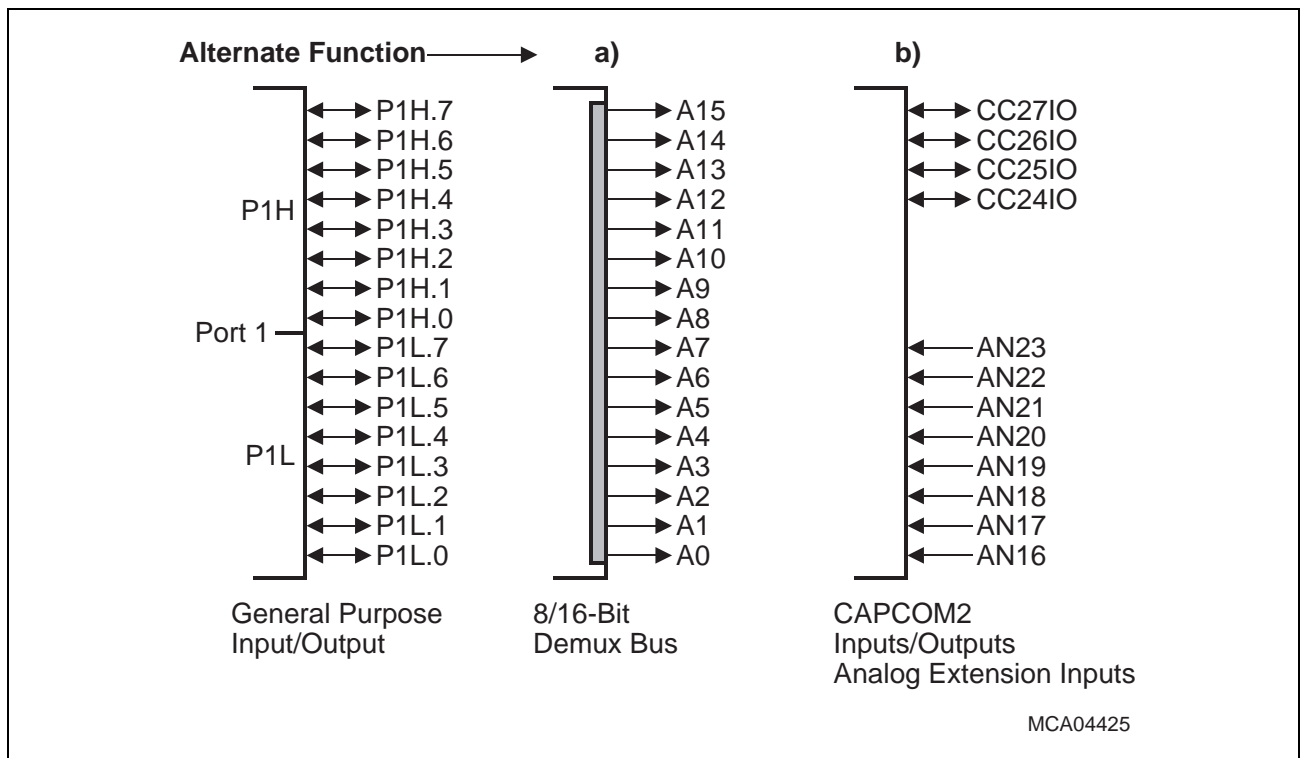 Alternate Function a) b)
P1H.7 A15 CC27IO
P1H.6 A14 CC26IO
P1H.5 A13 CC25IO
P1H.4 A12 CC24IO
P1H
P1H.3 A11
P1H.2 A10
P1H.1 A9
P1H.0 A8
Port 1
P1L.7 A7 AN23
P1L.6 A6 AN22
P1L.5 A5 AN21
P1L.4 A4 AN20
P1L
P1L.3 A3 AN19
P1L.2 A2 AN18
P1L.1 A1 AN17
P1L.0 A0 AN16
General Purpose 8/16-Bit CAPCOM2
Input/Output Demux Bus Inputs/Outputs
Analog Extension Inputs
MCA04425